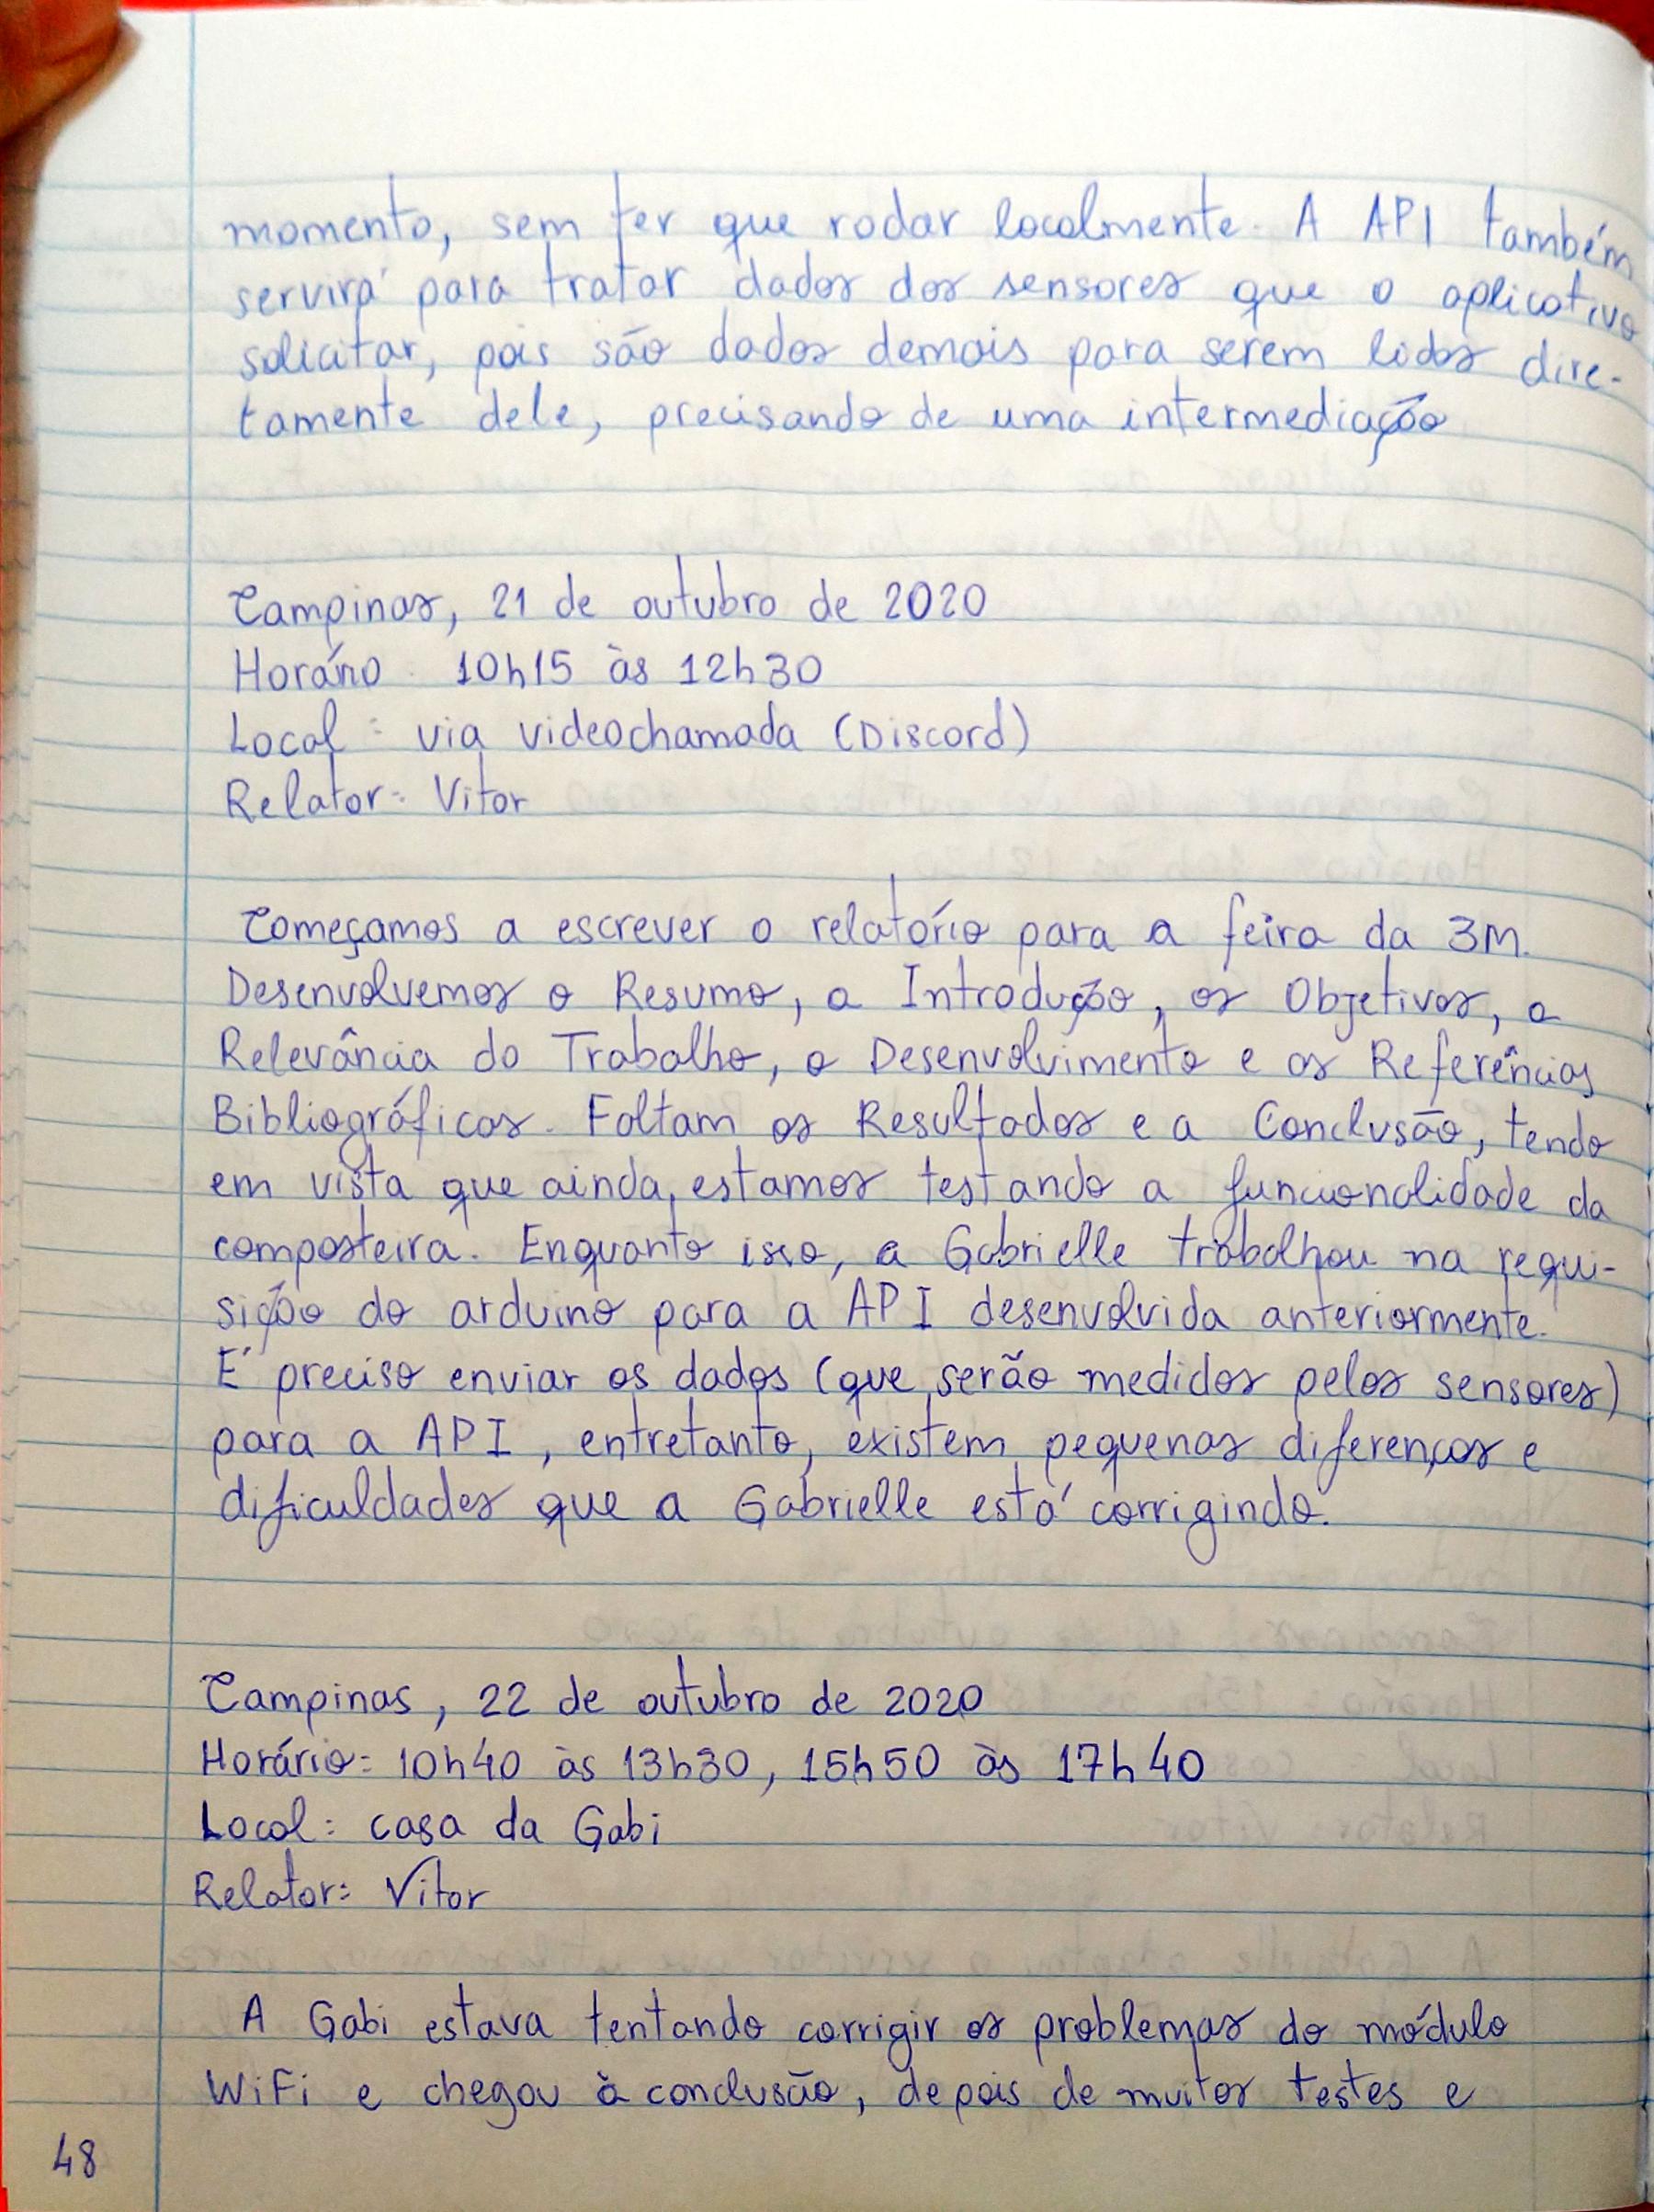 momento, sem ter que rodar localmente. A API também
servirá para tratar dados dos sensores que o aplicativo
solicitar, pois são dados demais para serem lidos dire-
tamente dele, precisando de uma intermediação
Campinas, 21 de outubro de 2020
Horário: 10h15 às 12h30
Local: via videochamada (Discord)
Relator: Vitor
Começamos a escrever o relatório para a feira da 3M.
Desenvolvemos o Resumo, a Introdução, os Objetivos, a
Relevância do Trabalho, o Desenvolvimento e as Referências
Bibliográficas. Faltam os Resultados e a Conclusão, tendo
em vista que ainda estamos testando a funcionalidade da
composteira. Enquanto isso, a Gabrielle trabalhou na requi-
sição do arduino para a API desenvolvida anteriormente.
É preciso enviar os dados (que serão medidos pelos sensores)
para a API, entretanto, existem pequenas diferenças e
dificuldades que a Gabrielle está corrigindo.
Campinas, 22 de outubro de 2020
Horário: 10h40 às 13h30, 15h50 às 17h40
Local: casa da Gabi
Relator: Vitor
A Gabi estava tentando corrigir os problemas do módulo
WiFi e chegou à conclusão, depois de muitos testes e
48